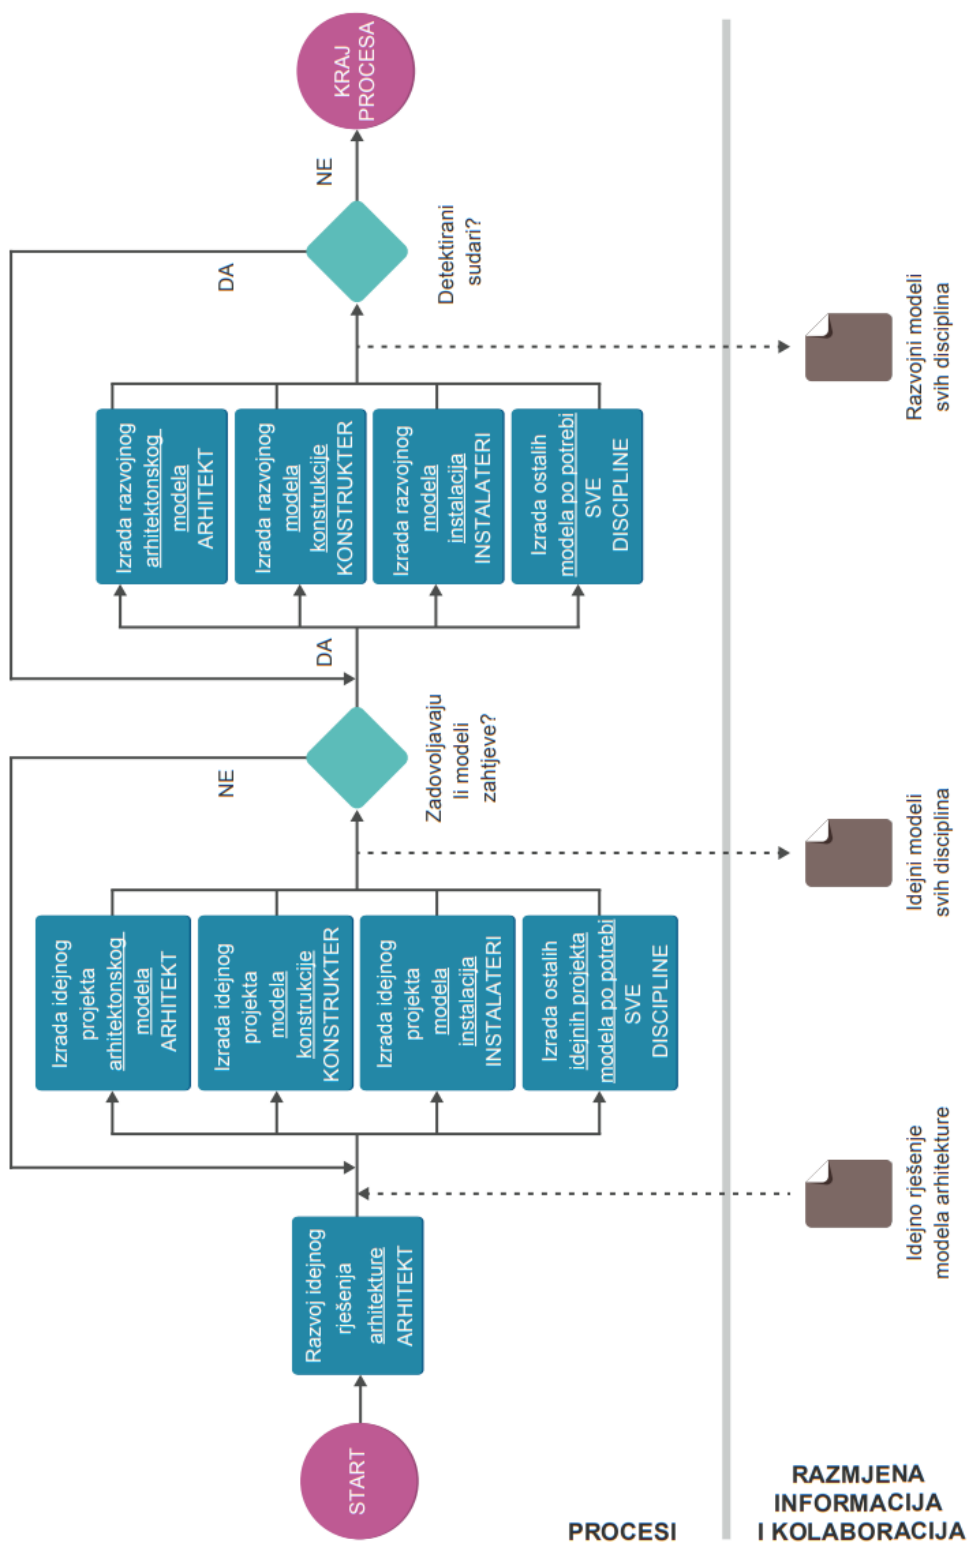 START
Razvoj idejnog
rješenja
arhitekture
ARHITEKT
Izrada idejnog
projekta
arhitektonskog
modela
ARHITEKT
Izrada idejnog
projekta
modela
konstrukcije
KONSTRUKTER
Izrada idejnog
projekta
modela
instalacija
INSTALATERI
Izrada ostalih
idejnih projekta
modela po potrebi
SVE
DISCIPLINE
NE
Zadovoljavaju
li modeli
zahtjeve?
DA
Izrada razvojnog
arhitektonskog
modela
ARHITEKT
Izrada razvojnog
modela
konstrukcije
KONSTRUKTER
Izrada razvojnog
modela
instalacija
INSTALATERI
Izrada ostalih
modela po potrebi
SVE
DISCIPLINE
DA
Detektirani
sudari?
NE
KRAJ
PROCESA
PROCESI
RAZMJENA
INFORMACIJA
I KOLABORACIJA
Idejno rješenje
modela arhitekture
Idejni modeli
svih disciplina
Razvojni modeli
svih disciplina